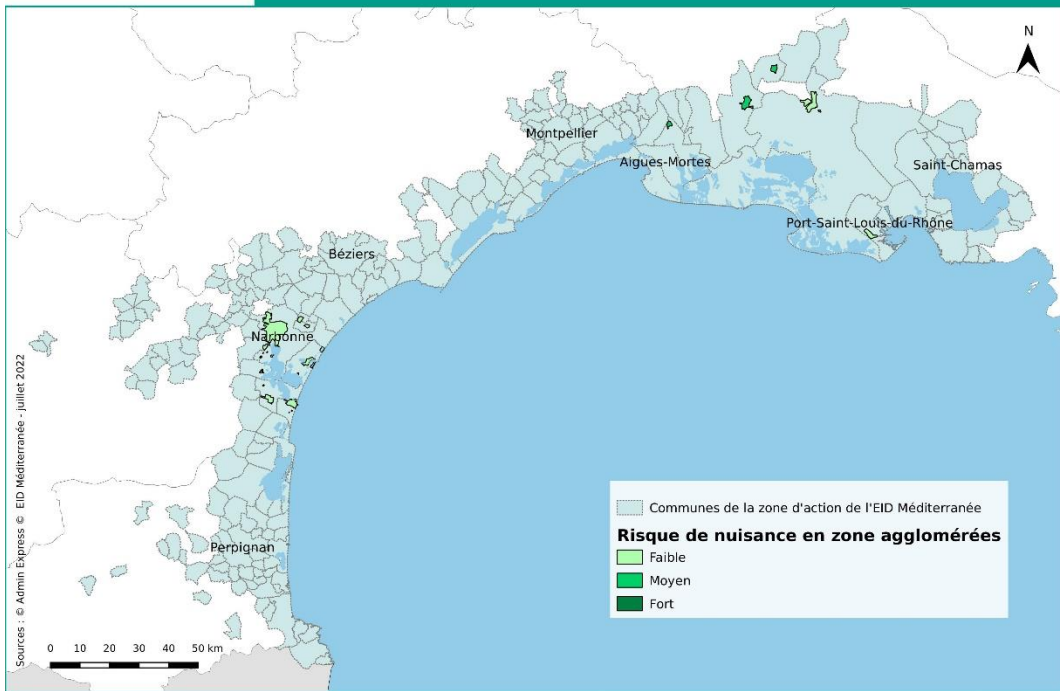 N
Montpellier
Aigues-Mortes
Saint-Chamas
Port-Saint-Louis-du-Rhône
Béziers
Narbonne
Perpignan
Communes de la zone d'action de l'EID Méditerranée
Risque de nuisance en zone agglomérées
Faible
Moyen
Fort
0 10 20 30 40 50 km
Sources : © Admin Express © EID Méditerranée - juillet 2022